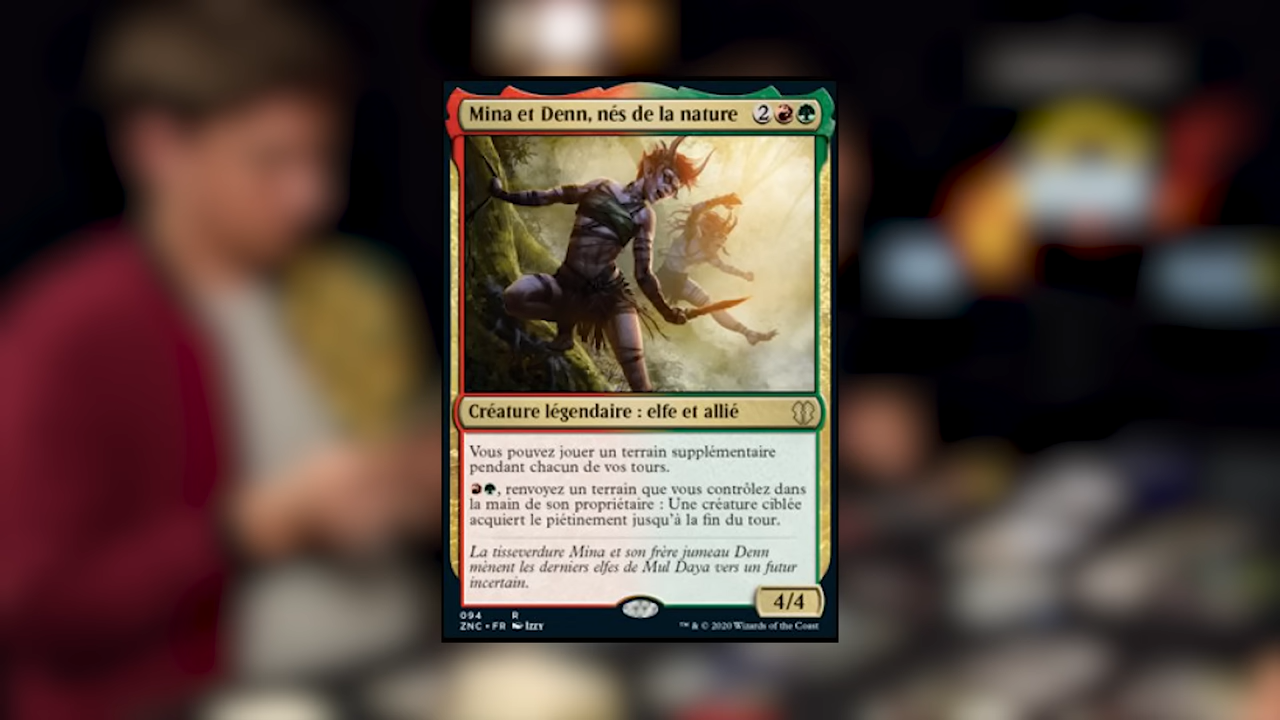 Mina et Denn, nés de la nature 2
Créature légendaire : elfe et allié
Vous pouvez jouer un terrain supplémentaire
pendant chacun de vos tours.
, renvoyez un terrain que vous contrôlez dans
la main de son propriétaire : Une créature ciblée
acquiert le piétinement jusqu'à la fin du tour.
La tisseverdure Mina et son frère jumeau Denn
mènent les derniers elfes de Mul Daya vers un futur
incertain.
4/4
094 R
ZNC • FR Izzy
™ & © 2020 Wizards of the Coast